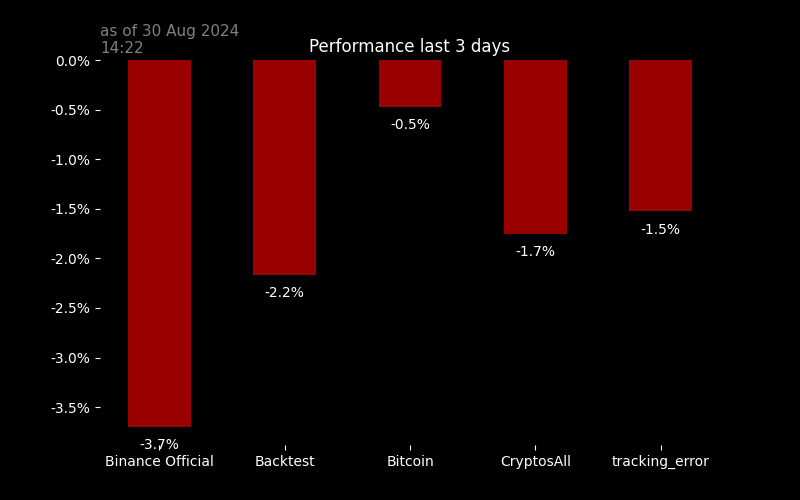 as of 30 Aug 2024
14:22
Performance last 3 days
0.0%
-0.5%
-1.0%
-1.5%
-2.0%
-2.5%
-3.0%
-3.5%
-3.7%
-2.2%
-0.5%
-1.7%
-1.5%
Binance Official
Backtest
Bitcoin
CryptosAll
tracking_error